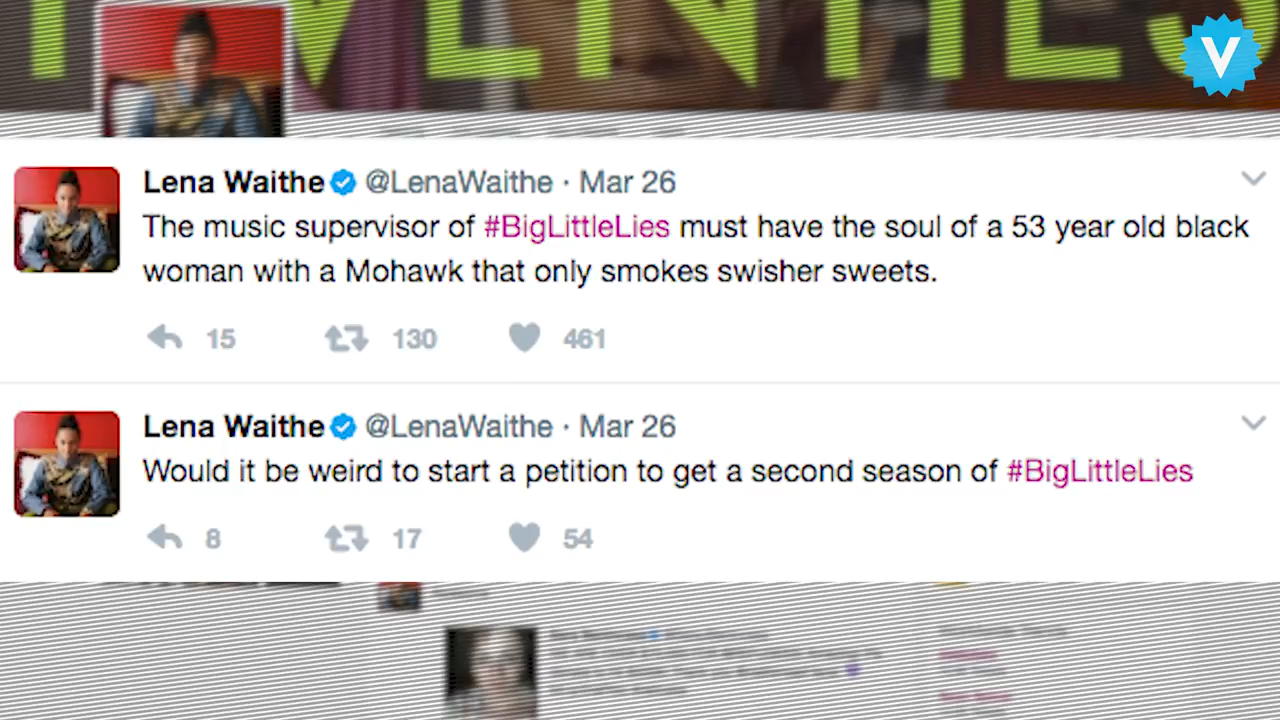 V
Lena Waithe @LenaWaithe · Mar 26
The music supervisor of #BigLittleLies must have the soul of a 53 year old black
woman with a Mohawk that only smokes swisher sweets.
15 130 461
Lena Waithe @LenaWaithe · Mar 26
Would it be weird to start a petition to get a second season of #BigLittleLies
8 17 54